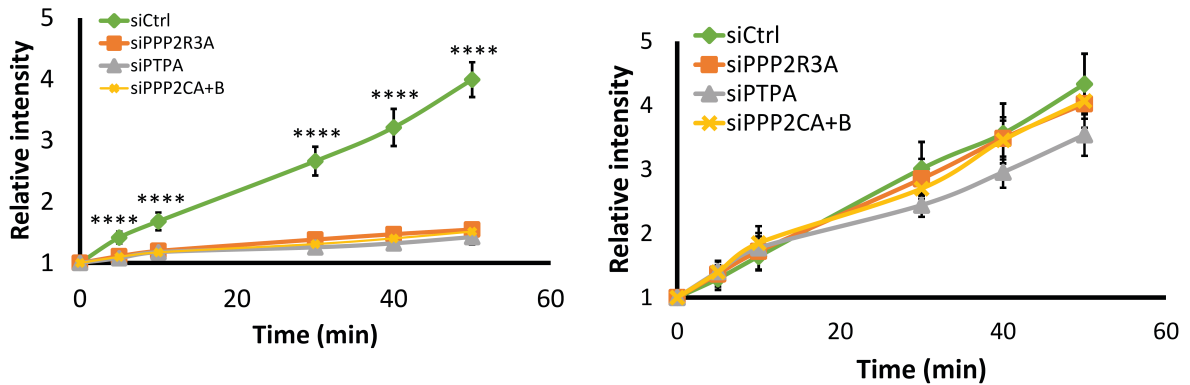 5
4
3
2
1
Relative intensity
siCtrl
siPPP2R3A
siPTPA
siPPP2CA+B
****
****
****
****
****
0
20
40
60
Time (min)
5
4
3
2
1
Relative intensity
siCtrl
siPPP2R3A
siPTPA
siPPP2CA+B
0
20
40
60
Time (min)